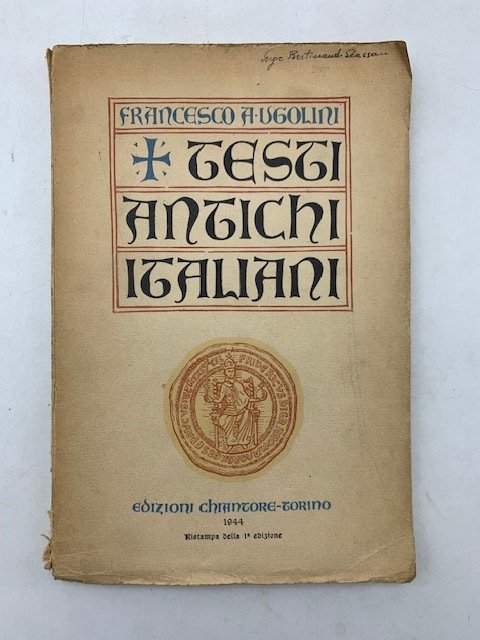 FRANCESCO A·UGOLINI
TESTI
ANTICHI
ITALIANI
EDIZIONI CHIANTORE-TORINO
1944
Ristampa della 1ª edizione